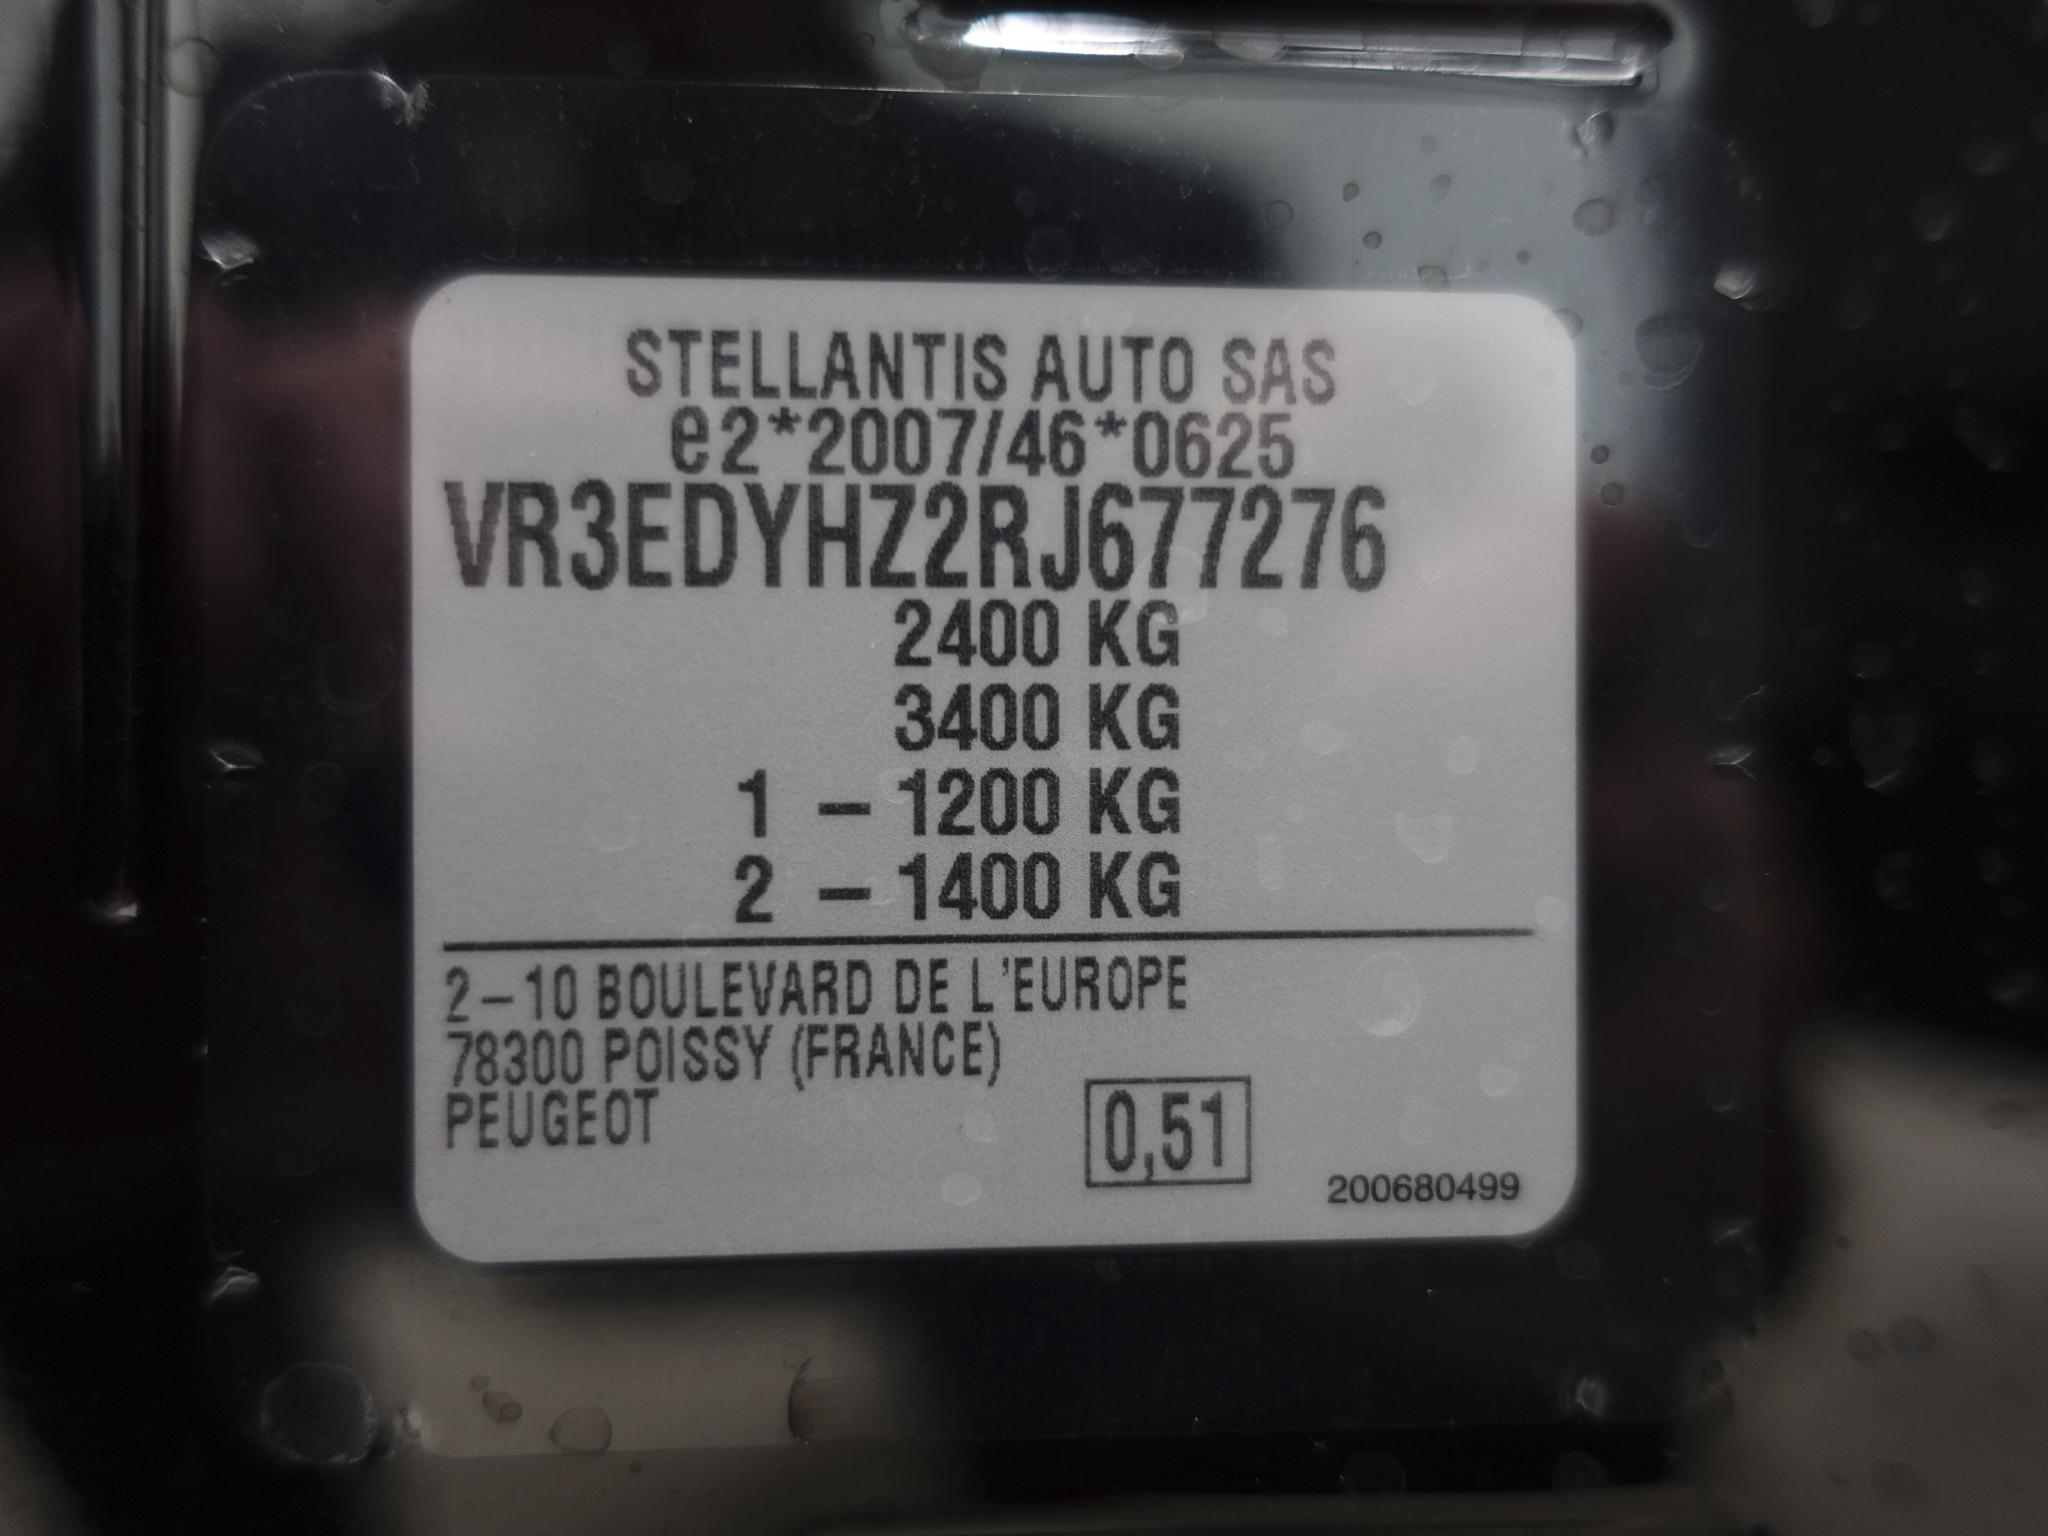 STELLANTIS AUTO SAS
e2*2007/46*0625
VR3EDYHZ2RJ677276
2400 KG
3400 KG
1 – 1200 KG
2 – 1400 KG
2–10 BOULEVARD DE L'EUROPE
78300 POISSY (FRANCE)
PEUGEOT
0,51
200680499